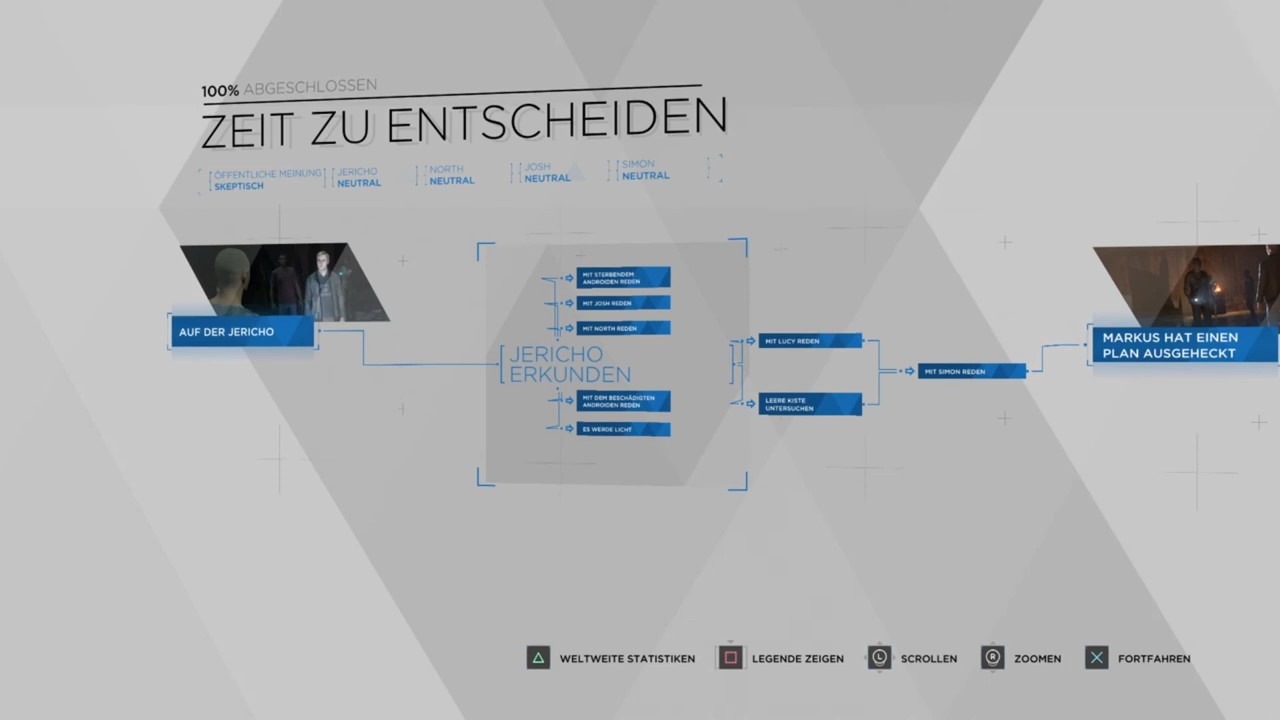 100% ABGESCHLOSSEN
ZEIT ZU ENTSCHEIDEN
ÖFFENTLICHE MEINUNG
SKEPTISCH
JERICHO
NEUTRAL
NORTH
NEUTRAL
JOSH
NEUTRAL
SIMON
NEUTRAL
AUF DER JERICHO
MIT STERBENDEM
ANDROIDEN REDEN
MIT JOSH REDEN
MIT NORTH REDEN
JERICHO
ERKUNDEN
MIT DEM BESCHÄDIGTEN
ANDROIDEN REDEN
ES WERDE LICHT
MIT LUCY REDEN
LEERE KISTE
UNTERSUCHEN
MIT SIMON REDEN
MARKUS HAT EINEN
PLAN AUSGEHECKT
WELTWEITE STATISTIKEN
LEGENDE ZEIGEN
L SCROLLEN
R ZOOMEN
FORTFAHREN